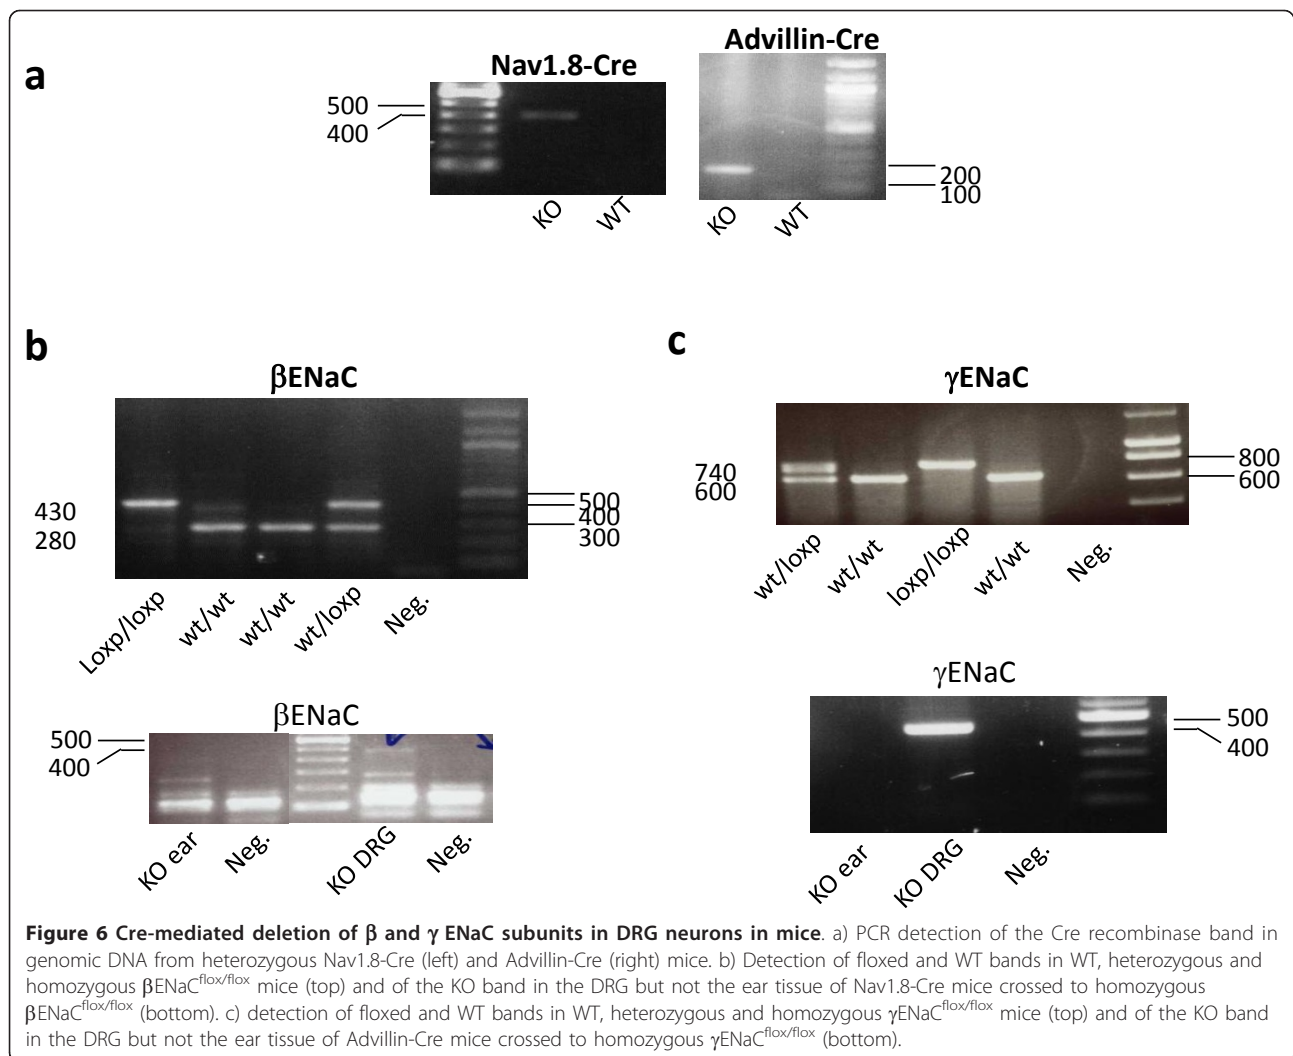 a
Nav1.8-Cre
Advillin-Cre
500
400
KO
WT
KO
WT
200
100
b
βENaC
430
280
500
400
300
Loxp/loxp
wt/wt
wt/wt
wt/loxp
Neg.
βENaC
500
400
KO ear
Neg.
KO DRG
Neg.
c
γENaC
740
600
800
600
wt/loxp
wt/wt
loxp/loxp
wt/wt
Neg.
γENaC
500
400
KO ear
KO DRG
Neg.
Figure 6 Cre-mediated deletion of β and γ ENaC subunits in DRG neurons in mice. a) PCR detection of the Cre recombinase band in
genomic DNA from heterozygous Nav1.8-Cre (left) and Advillin-Cre (right) mice. b) Detection of floxed and WT bands in WT, heterozygous and
homozygous βENaCflox/flox mice (top) and of the KO band in the DRG but not the ear tissue of Nav1.8-Cre mice crossed to homozygous
βENaCflox/flox (bottom). c) detection of floxed and WT bands in WT, heterozygous and homozygous γENaCflox/flox mice (top) and of the KO band
in the DRG but not the ear tissue of Advillin-Cre mice crossed to homozygous γENaCflox/flox (bottom).